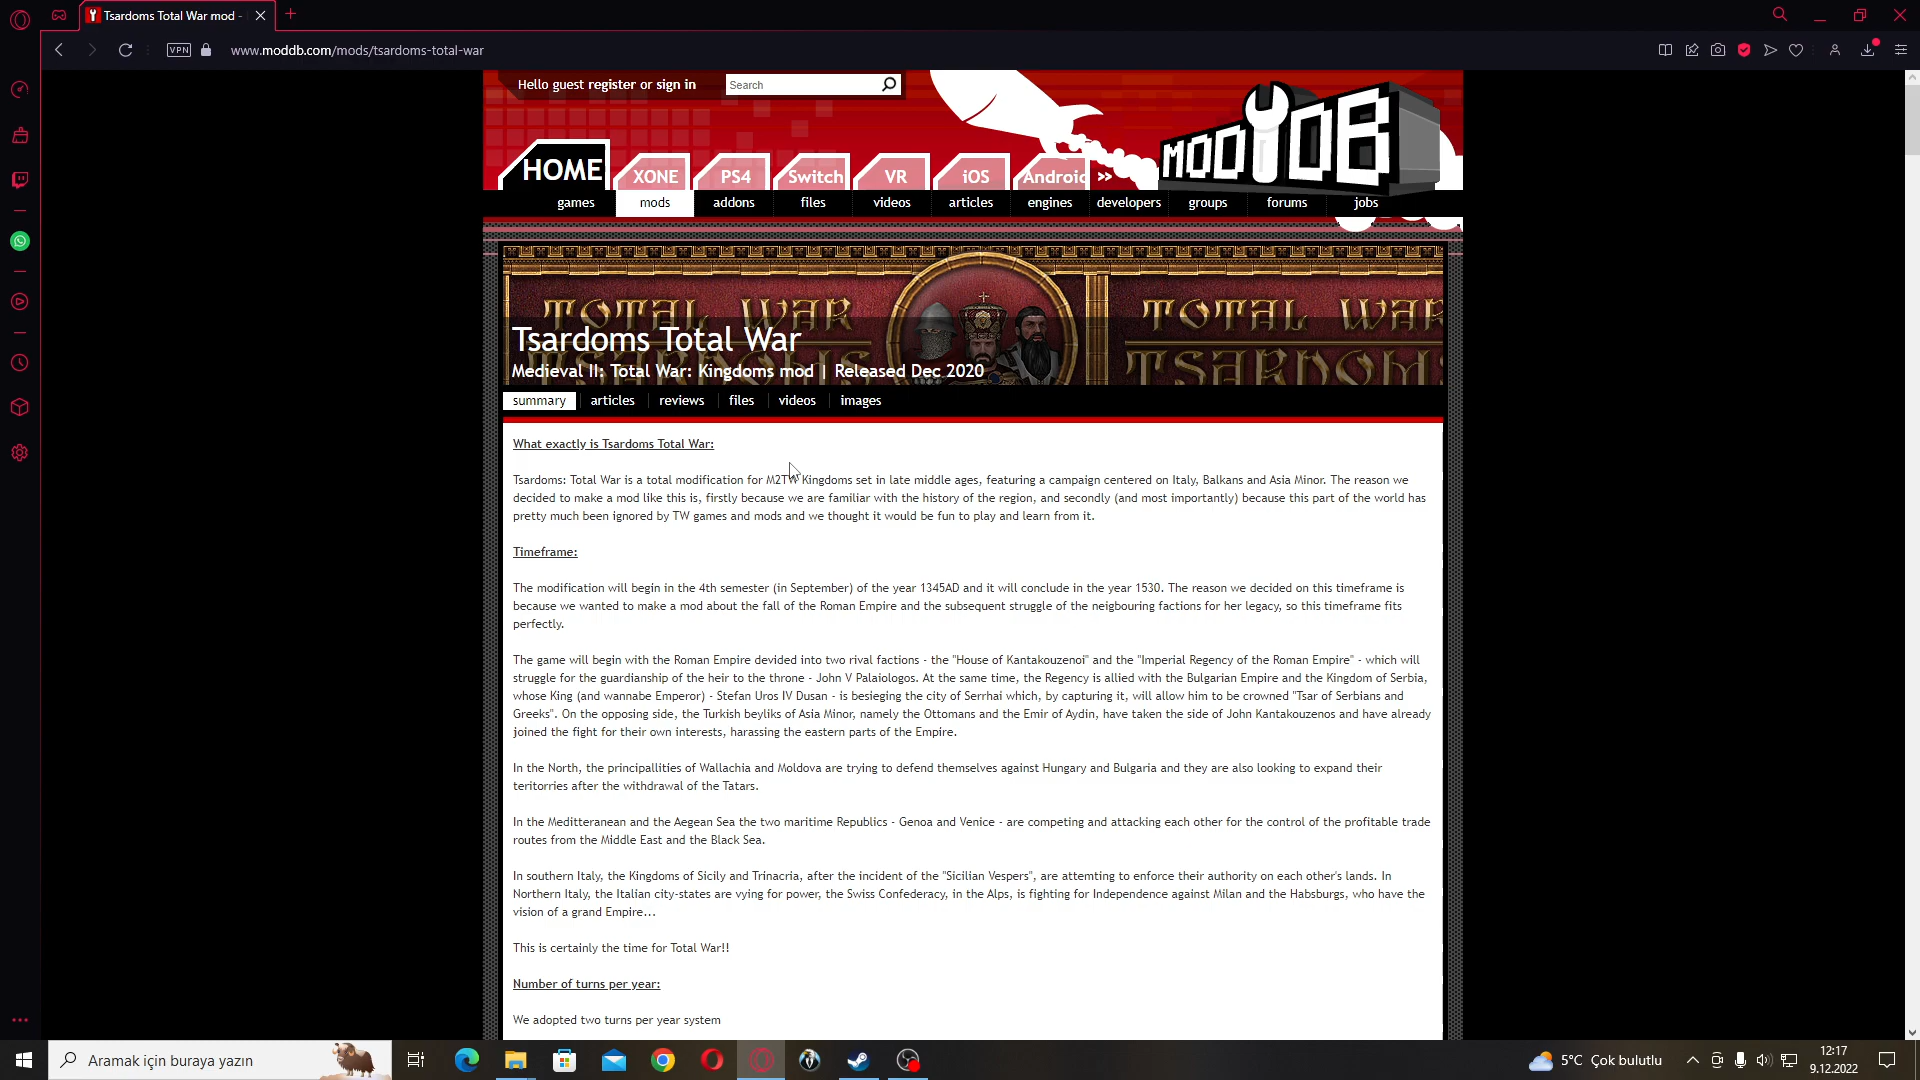 Tsardoms Total War mod -
VPN
www.moddb.com/mods/tsardoms-total-war
Hello guest register or sign in
Search
MODDB
HOME XONE PS4 Switch VR iOS Android »
games mods addons files videos articles engines developers groups forums jobs
TOTAL WAR TOTAL WAR
TSARDOMS
Tsardoms Total War
Medieval II: Total War: Kingdoms mod | Released Dec 2020
summary articles reviews files videos images
What exactly is Tsardoms Total War:
Tsardoms: Total War is a total modification for M2TW Kingdoms set in late middle ages, featuring a campaign centered on Italy, Balkans and Asia Minor. The reason we
decided to make a mod like this is, firstly because we are familiar with the history of the region, and secondly (and most importantly) because this part of the world has
pretty much been ignored by TW games and mods and we thought it would be fun to play and learn from it.
Timeframe:
The modification will begin in the 4th semester (in September) of the year 1345AD and it will conclude in the year 1530. The reason we decided on this timeframe is
because we wanted to make a mod about the fall of the Roman Empire and the subsequent struggle of the neigbouring factions for her legacy, so this timeframe fits
perfectly.
The game will begin with the Roman Empire devided into two rival factions - the "House of Kantakouzenoi" and the "Imperial Regency of the Roman Empire" - which will
struggle for the guardianship of the heir to the throne - John V Palaiologos. At the same time, the Regency is allied with the Bulgarian Empire and the Kingdom of Serbia,
whose King (and wannabe Emperor) - Stefan Uros IV Dusan - is besieging the city of Serrhai which, by capturing it, will allow him to be crowned "Tsar of Serbians and
Greeks". On the opposing side, the Turkish beyliks of Asia Minor, namely the Ottomans and the Emir of Aydin, have taken the side of John Kantakouzenos and have already
joined the fight for their own interests, harassing the eastern parts of the Empire.
In the North, the principallities of Wallachia and Moldova are trying to defend themselves against Hungary and Bulgaria and they are also looking to expand their
teritorries after the withdrawal of the Tatars.
In the Meditteranean and the Aegean Sea the two maritime Republics - Genoa and Venice - are competing and attacking each other for the control of the profitable trade
routes from the Middle East and the Black Sea.
In southern Italy, the Kingdoms of Sicily and Trinacria, after the incident of the "Sicilian Vespers", are attemting to enforce their authority on each other's lands. In
Northern Italy, the Italian city-states are vying for power, the Swiss Confederacy, in the Alps, is fighting for Independence against Milan and the Habsburgs, who have the
vision of a grand Empire...
This is certainly the time for Total War!!
Number of turns per year:
We adopted two turns per year system
Aramak için buraya yazın
5°C Çok bulutlu
12:17
9.12.2022